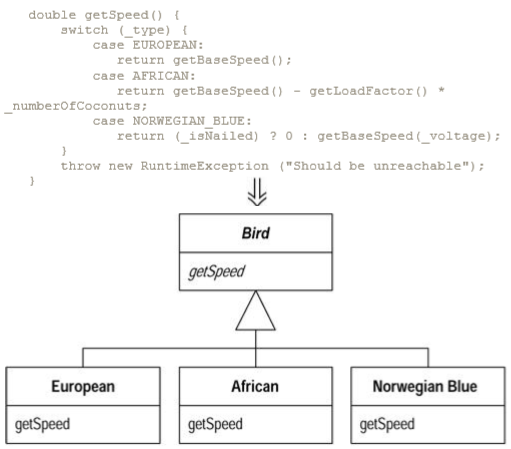 double getSpeed() {
switch (_type) {
case EUROPEAN:
return getBaseSpeed();
case AFRICAN:
return getBaseSpeed() - getLoadFactor() *
_numberOfCoconuts;
case NORWEGIAN_BLUE:
return (_isNailed) ? 0 : getBaseSpeed(_voltage);
}
throw new RuntimeException ("Should be unreachable");
}
Bird
getSpeed
European
African
Norwegian Blue
getSpeed
getSpeed
getSpeed